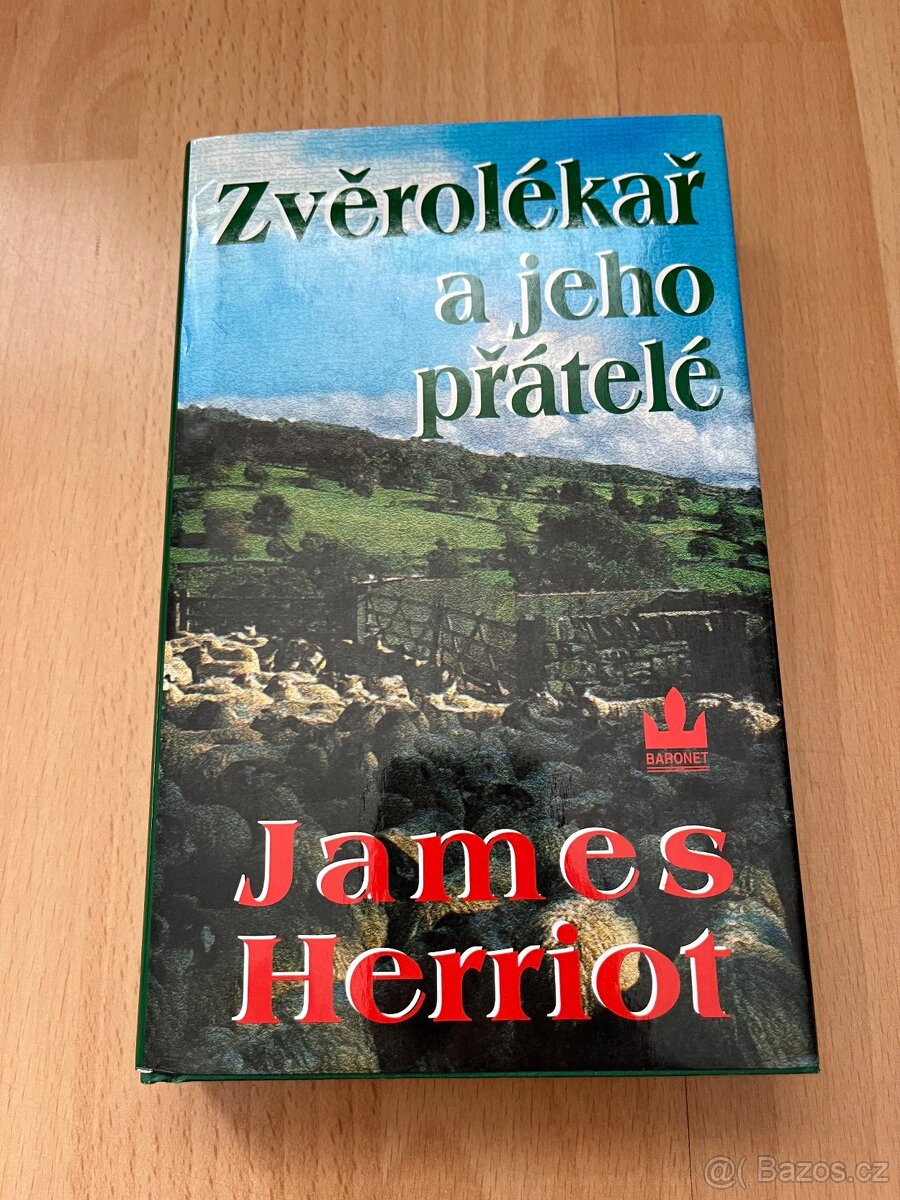 Zvěrolékař
a jeho
přátelé
BARONET
James
Herriot
@( Bazos.cz